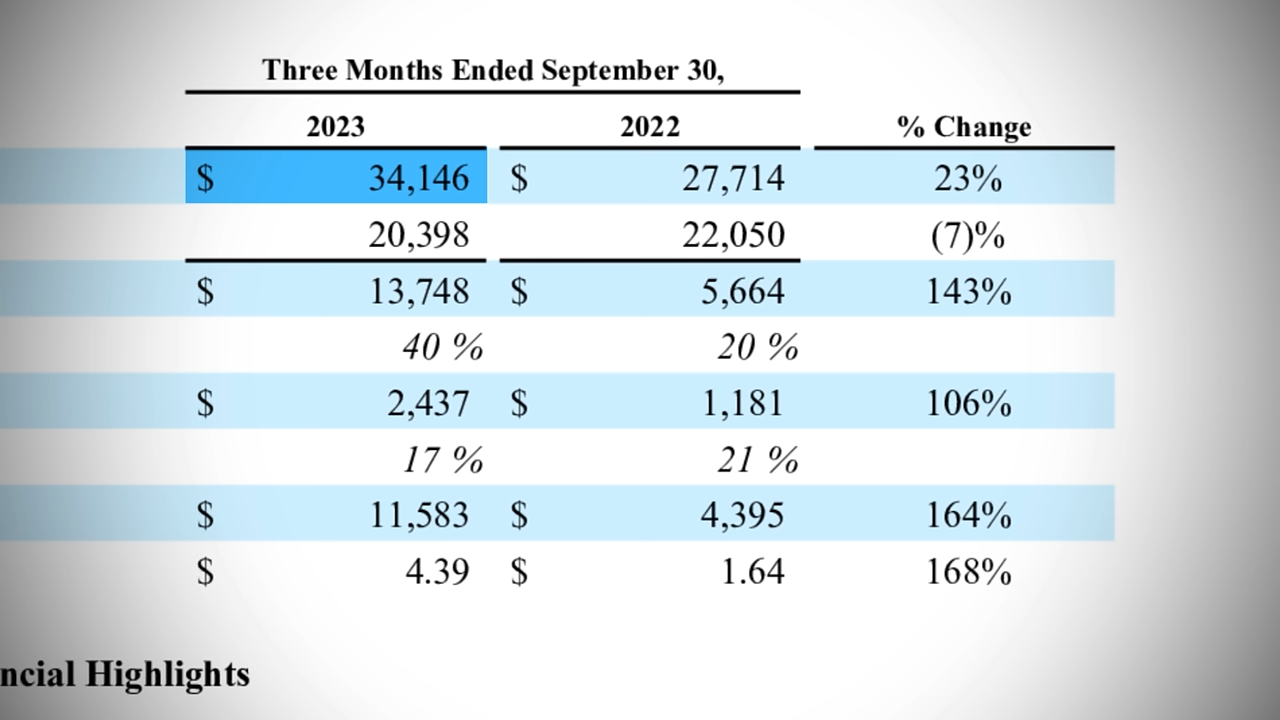 Three Months Ended September 30,
2023 2022 % Change
$ 34,146 $ 27,714 23%
20,398 22,050 (7)%
$ 13,748 $ 5,664 143%
40 % 20 %
$ 2,437 $ 1,181 106%
17 % 21 %
$ 11,583 $ 4,395 164%
$ 4.39 $ 1.64 168%
ncial Highlights